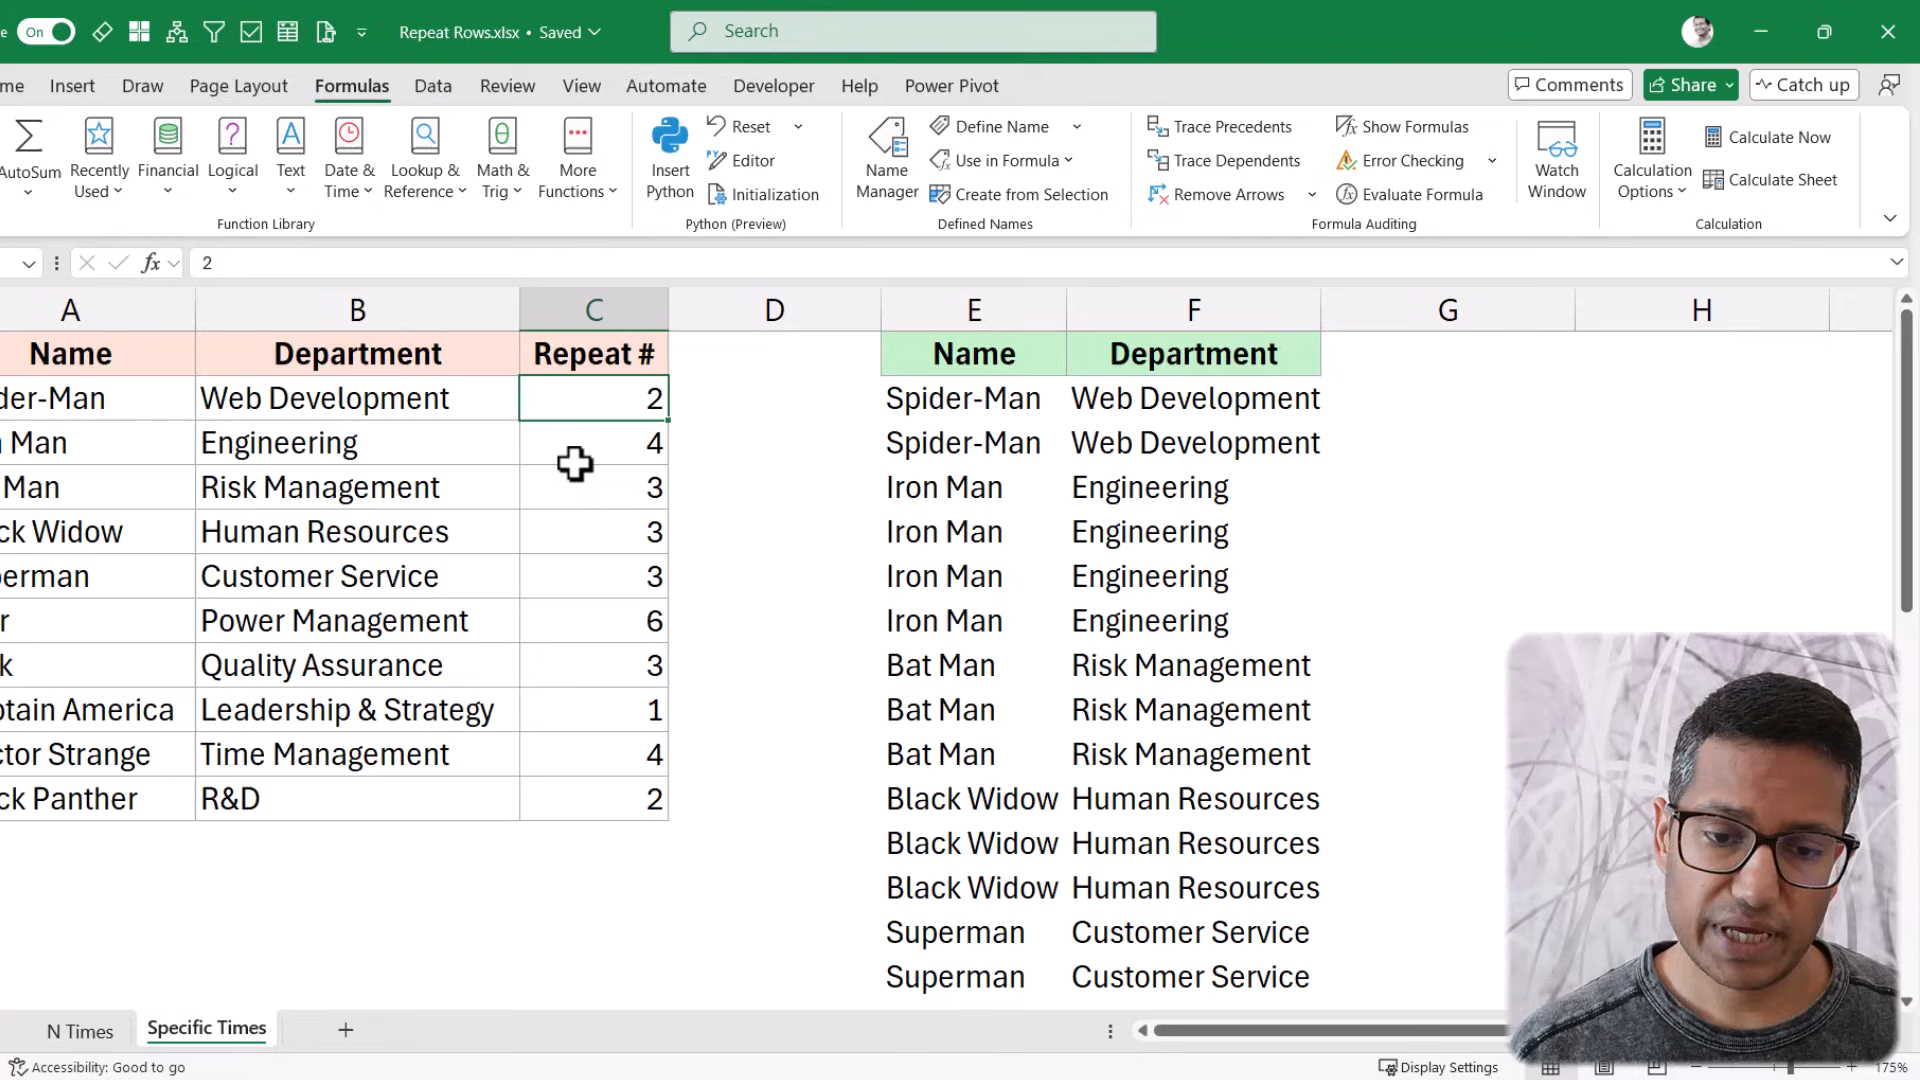 On Repeat Rows.xlsx • Saved Search
Insert Draw Page Layout Formulas Data Review View Automate Developer Help Power Pivot Comments Share Catch up
AutoSum
Recently Used
Financial
Logical
Text
Date & Time
Lookup & Reference
Math & Trig
More Functions
Function Library
Insert Python
Reset
Editor
Initialization
Python (Preview)
Name Manager
Define Name
Use in Formula
Create from Selection
Defined Names
Trace Precedents
Trace Dependents
Remove Arrows
Show Formulas
Error Checking
Evaluate Formula
Formula Auditing
Watch Window
Calculation Options
Calculate Now
Calculate Sheet
Calculation
fx 2
A B C D E F G H
Name Department Repeat # Name Department
der-Man Web Development 2 Spider-Man Web Development
Man Engineering 4 Spider-Man Web Development
Man Risk Management 3 Iron Man Engineering
ck Widow Human Resources 3 Iron Man Engineering
erman Customer Service 3 Iron Man Engineering
r Power Management 6 Iron Man Engineering
k Quality Assurance 3 Bat Man Risk Management
ptain America Leadership & Strategy 1 Bat Man Risk Management
ctor Strange Time Management 4 Bat Man Risk Management
ck Panther R&D 2 Black Widow Human Resources
Black Widow Human Resources
Black Widow Human Resources
Superman Customer Service
Superman Customer Service
N Times Specific Times
Accessibility: Good to go Display Settings 175%